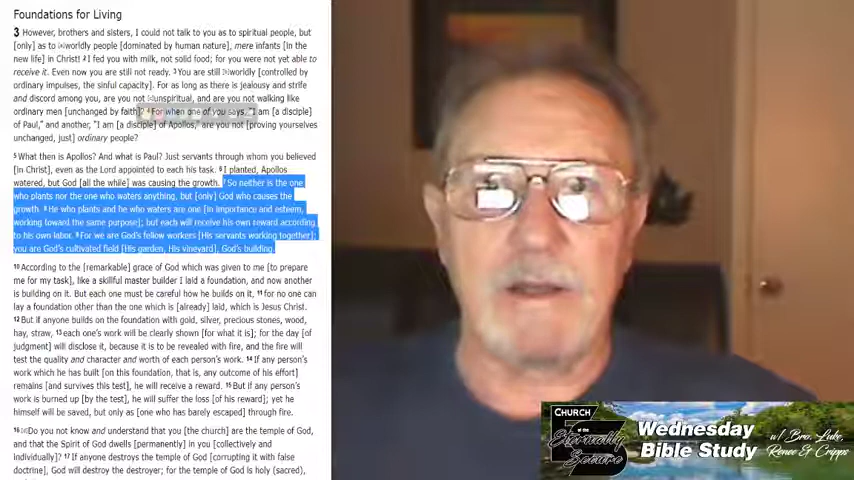 Foundations for Living
3 However, brothers and sisters, I could not talk to you as to spiritual people, but
[only] as to worldly people [dominated by human nature], mere infants [in the
new life] in Christ! 2 I fed you with milk, not solid food; for you were not yet able to
receive it. Even now you are still not ready. 3 You are still worldly [controlled by
ordinary impulses, the sinful capacity]. For as long as there is jealousy and strife
and discord among you, are you not unspiritual, and are you not walking like
ordinary men [unchanged by faith]? 4 For when one of you says, "I am [a disciple]
of Paul," and another, "I am [a disciple] of Apollos," are you not [proving yourselves
unchanged, just] ordinary people?
5 What then is Apollos? And what is Paul? Just servants through whom you believed
[in Christ], even as the Lord appointed to each his task. 6 I planted, Apollos
watered, but God [all the while] was causing the growth. 7 So neither is the one
who plants nor the one who waters anything, but [only] God who causes the
growth. 8 He who plants and he who waters are one [in importance and esteem,
working toward the same purpose]; but each will receive his own reward according
to his own labor. 9 For we are God's fellow workers [His servants working together];
you are God's cultivated field [His garden, His vineyard], God's building.
10 According to the [remarkable] grace of God which was given to me [to prepare
me for my task], like a skillful master builder I laid a foundation, and now another
is building on it. But each one must be careful how he builds on it, 11 for no one can
lay a foundation other than the one which is [already] laid, which is Jesus Christ.
12 But if anyone builds on the foundation with gold, silver, precious stones, wood,
hay, straw, 13 each one's work will be clearly shown [for what it is]; for the day [of
judgment] will disclose it, because it is to be revealed with fire, and the fire will
test the quality and character and worth of each person's work. 14 If any person's
work which he has built [on this foundation, that is, any outcome of his effort]
remains [and survives this test], he will receive a reward. 15 But if any person's
work is burned up [by the test], he will suffer the loss [of his reward]; yet he
himself will be saved, but only as [one who has barely escaped] through fire.
16 Do you not know and understand that you [the church] are the temple of God,
and that the Spirit of God dwells [permanently] in you [collectively and
individually]? 17 If anyone destroys the temple of God [corrupting it with false
doctrine], God will destroy the destroyer; for the temple of God is holy (sacred),
CHURCH
of the
Eternally
Secure
Wednesday
Bible Study
w/ Bro. Luke,
Renee & Cripps